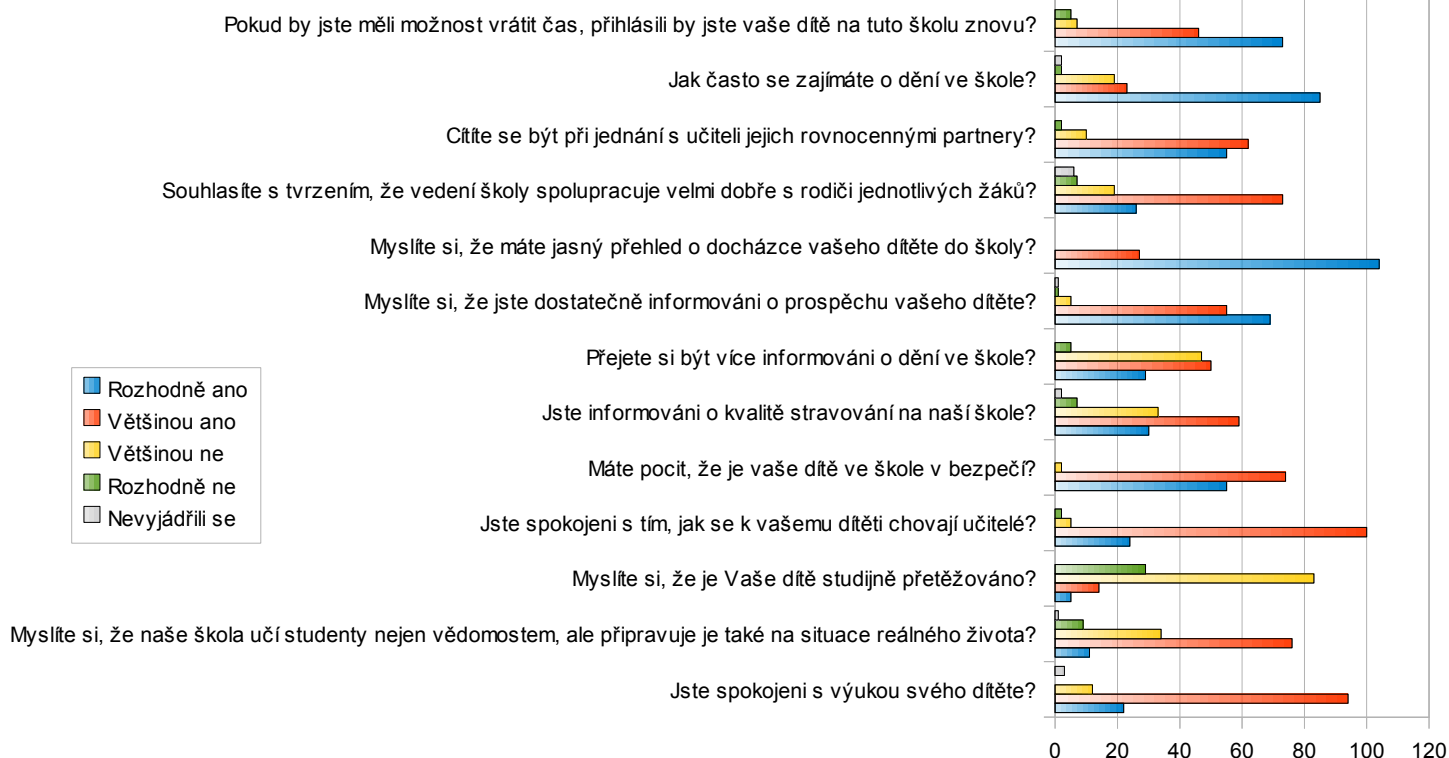 Pokud by jste měli možnost vrátit čas, přihlásili by jste vaše dítě na tuto školu znovu?
Jak často se zajímáte o dění ve škole?
Cítíte se být při jednání s učiteli jejich rovnocennými partnery?
Souhlasíte s tvrzením, že vedení školy spolupracuje velmi dobře s rodiči jednotlivých žáků?
Myslíte si, že máte jasný přehled o docházce vašeho dítěte do školy?
Myslíte si, že jste dostatečně informováni o prospěchu vašeho dítěte?
Přejete si být více informováni o dění ve škole?
Jste informováni o kvalitě stravování na naší škole?
Máte pocit, že je vaše dítě ve škole v bezpečí?
Jste spokojeni s tím, jak se k vašemu dítěti chovají učitelé?
Myslíte si, že je Vaše dítě studijně přetěžováno?
Myslíte si, že naše škola učí studenty nejen vědomostem, ale připravuje je také na situace reálného života?
Jste spokojeni s výukou svého dítěte?
Rozhodně ano
Většinou ano
Většinou ne
Rozhodně ne
Nevyjádřili se
0 20 40 60 80 100 120